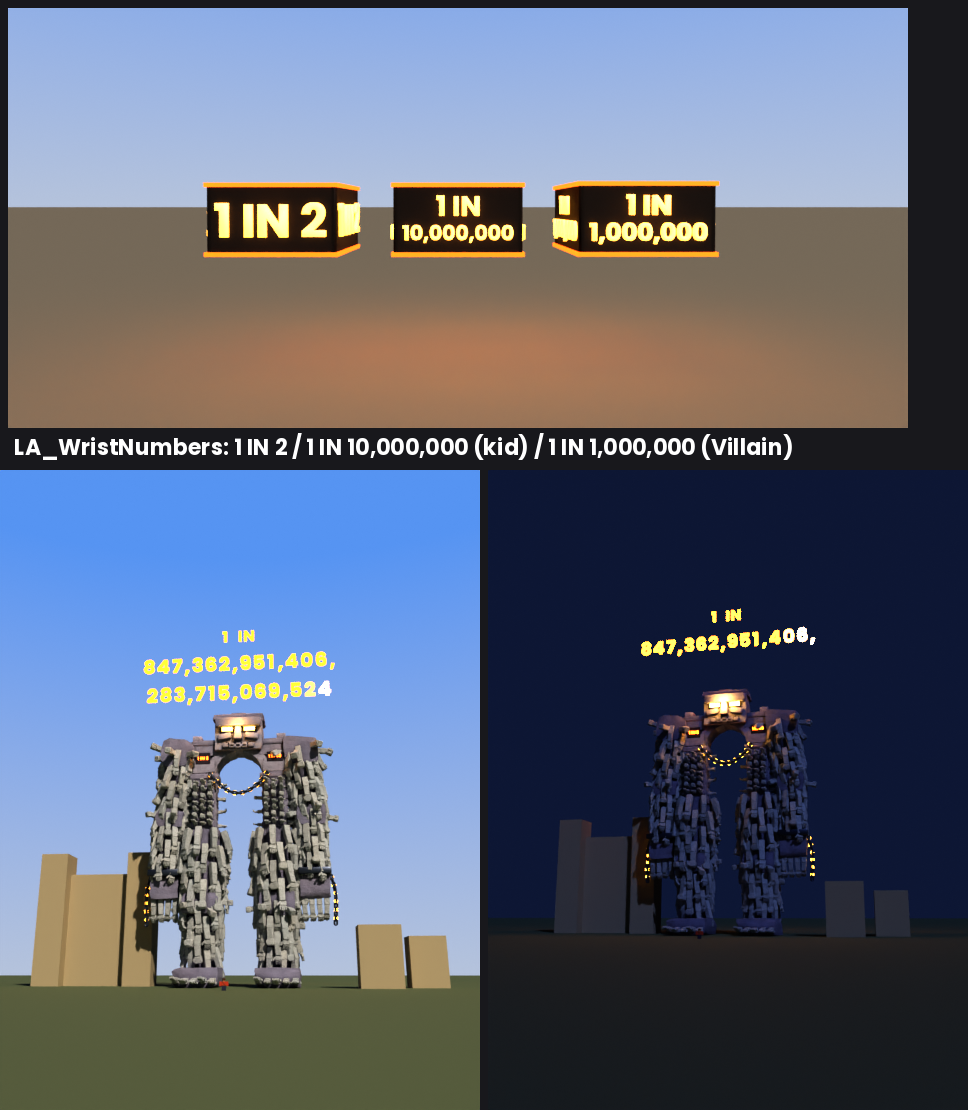 1 IN 2
1 IN
10,000,000
1 IN
1,000,000
LA_WristNumbers: 1 IN 2 / 1 IN 10,000,000 (kid) / 1 IN 1,000,000 (Villain)
1 IN
847,362,951,406,
283,715,069,524
1 IN
847,362,951,406,